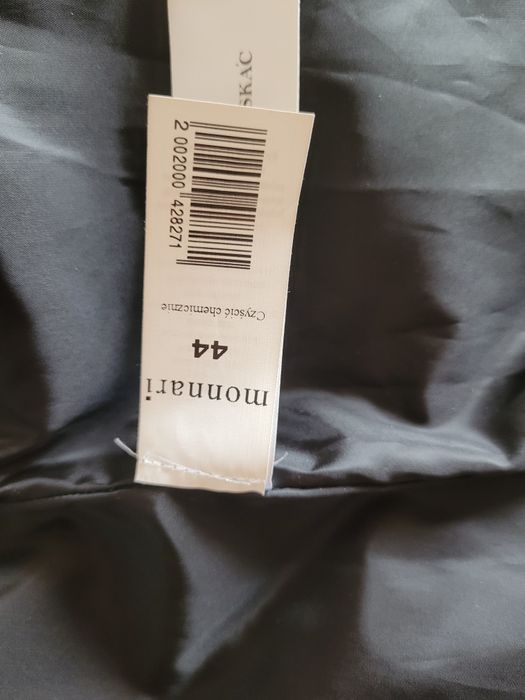 monnari
44
Czyścić chemicznie
2 002000 428271
SKAĆ